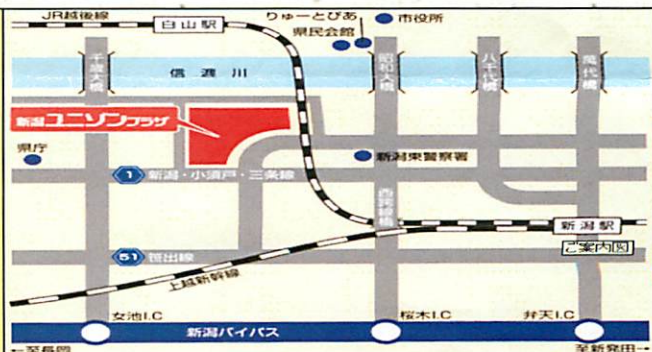 JR越後線
白山駅
りゅーとぴあ
県民会館
市役所
千歳大橋
信濃川
昭和大橋
八千代橋
萬代橋
新潟ユニゾンプラザ
県庁
新潟東警察署
1 新潟・小須戸・三条線
西跨線橋
新潟駅
ご案内図
51 笹出線
上越新幹線
女池I.C
桜木I.C
弁天I.C
新潟バイパス
←至長岡
至新発田→